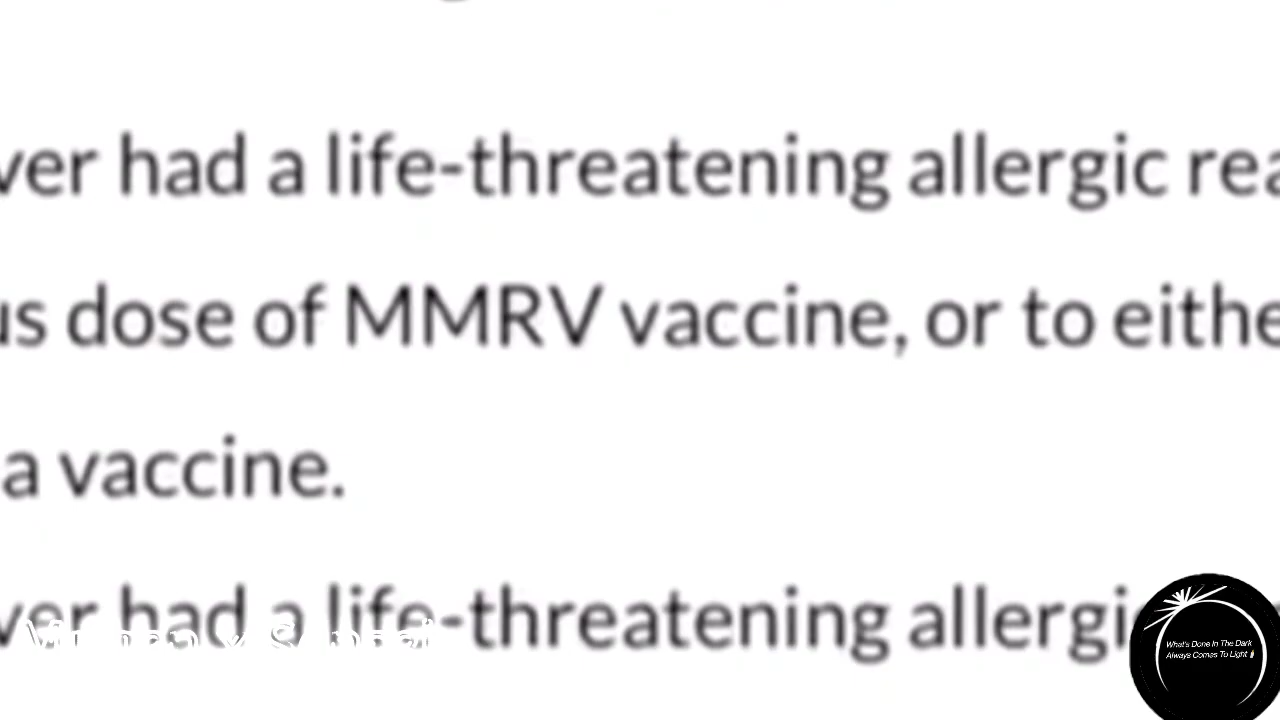 ver had a life-threatening allergic rea
us dose of MMRV vaccine, or to eithe
a vaccine.
ver had a life-threatening allergi
What's Done In The Dark
Always Comes To Light